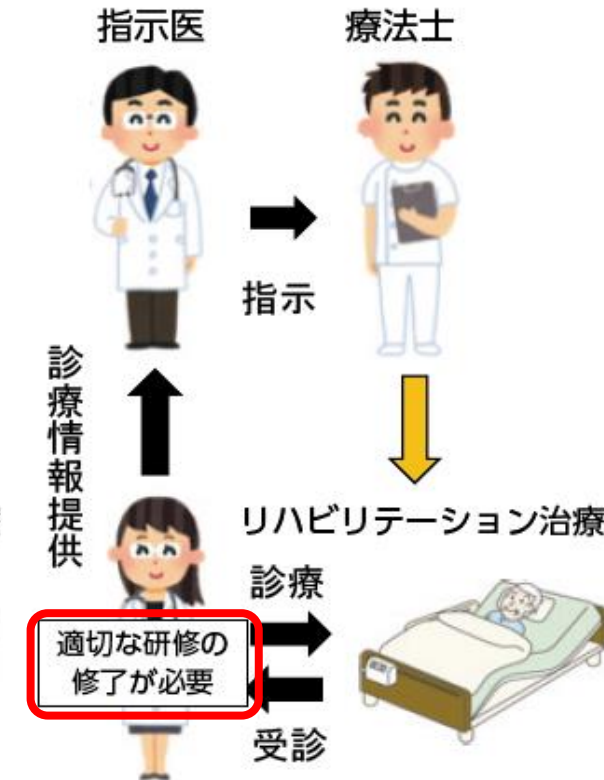 指示医
療法士
指示
診療情報提供
リハビリテーション治療
診療
適切な研修の
修了が必要
受診